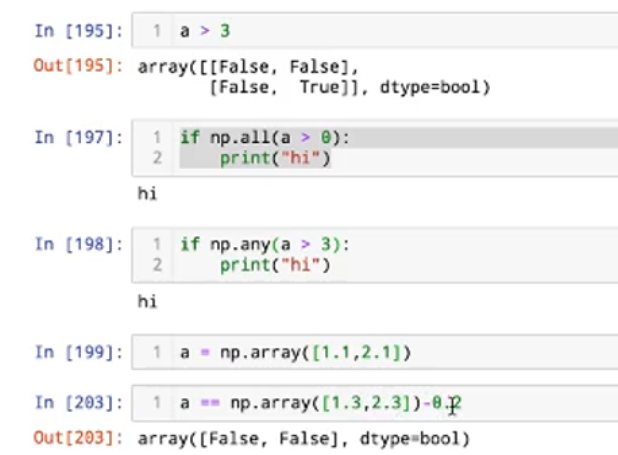 In [195]: 1 a > 3
Out[195]: array([[False, False],
[False, True]], dtype=bool)
In [197]: 1 if np.all(a > 0):
2 print("hi")
hi
In [198]: 1 if np.any(a > 3):
2 print("hi")
hi
In [199]: 1 a = np.array([1.1,2.1])
In [203]: 1 a == np.array([1.3,2.3])-0.2
Out[203]: array([False, False], dtype=bool)